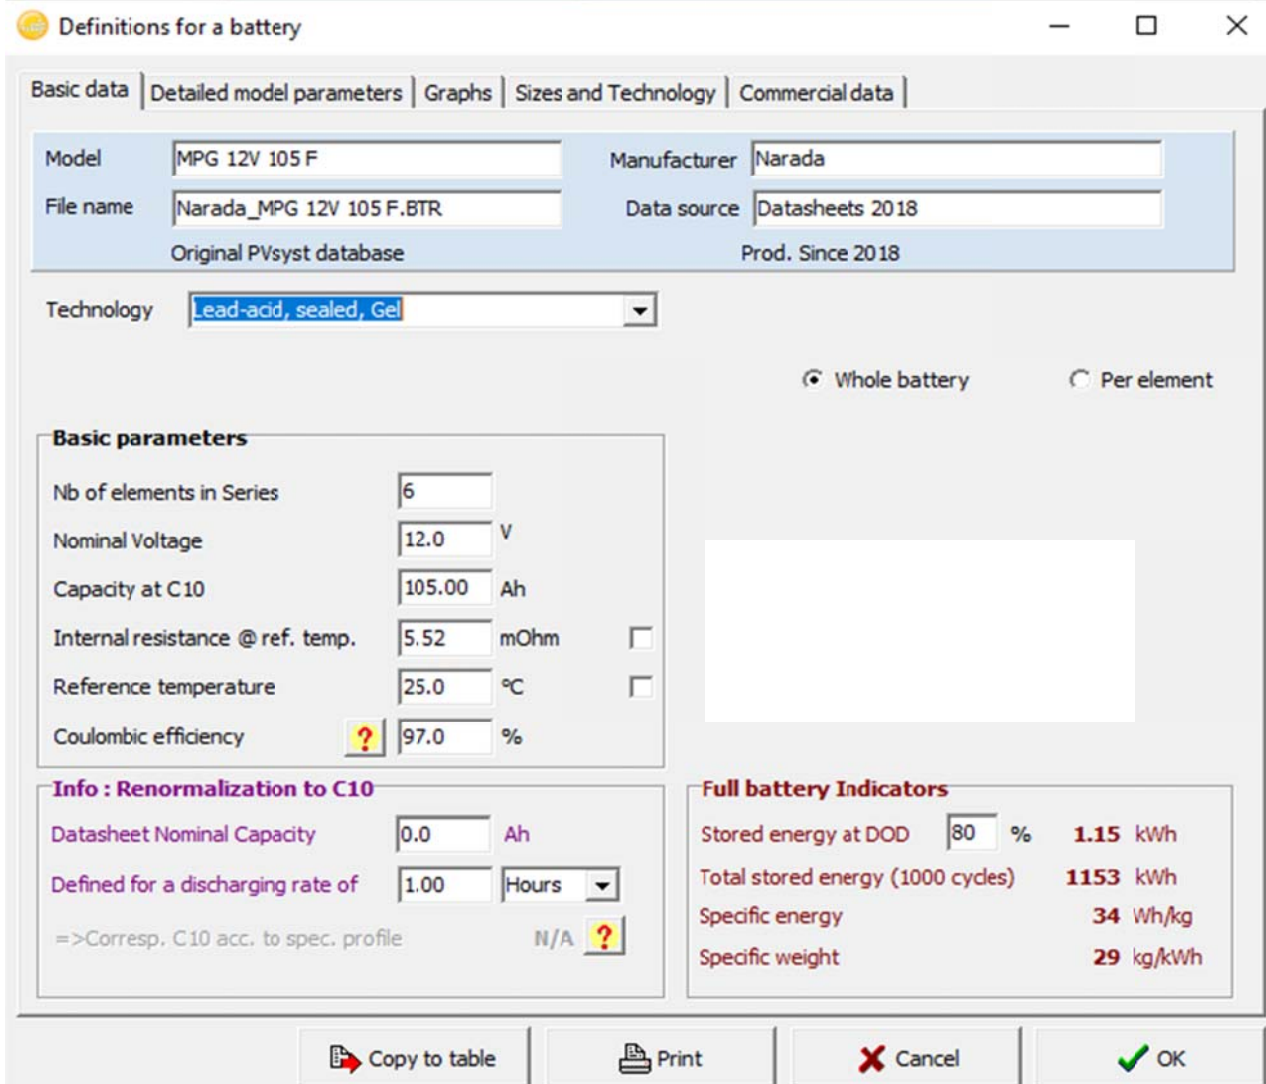 Definitions for a battery
Basic data Detailed model parameters Graphs Sizes and Technology Commercial data
Model MPG 12V 105 F Manufacturer Narada
File name Narada_MPG 12V 105 F.BTR Data source Datasheets 2018
Original PVsyst database Prod. Since 2018
Technology Lead-acid, sealed, Gel
Whole battery Per element
Basic parameters
Nb of elements in Series 6
Nominal Voltage 12.0 V
Capacity at C10 105.00 Ah
Internal resistance @ ref. temp. 5.52 mOhm
Reference temperature 25.0 °C
Coulombic efficiency ? 97.0 %
Info : Renormalization to C10
Datasheet Nominal Capacity 0.0 Ah
Defined for a discharging rate of 1.00 Hours
=>Corresp. C10 acc. to spec. profile N/A ?
Full battery Indicators
Stored energy at DOD 80 % 1.15 kWh
Total stored energy (1000 cycles) 1153 kWh
Specific energy 34 Wh/kg
Specific weight 29 kg/kWh
Copy to table Print Cancel OK